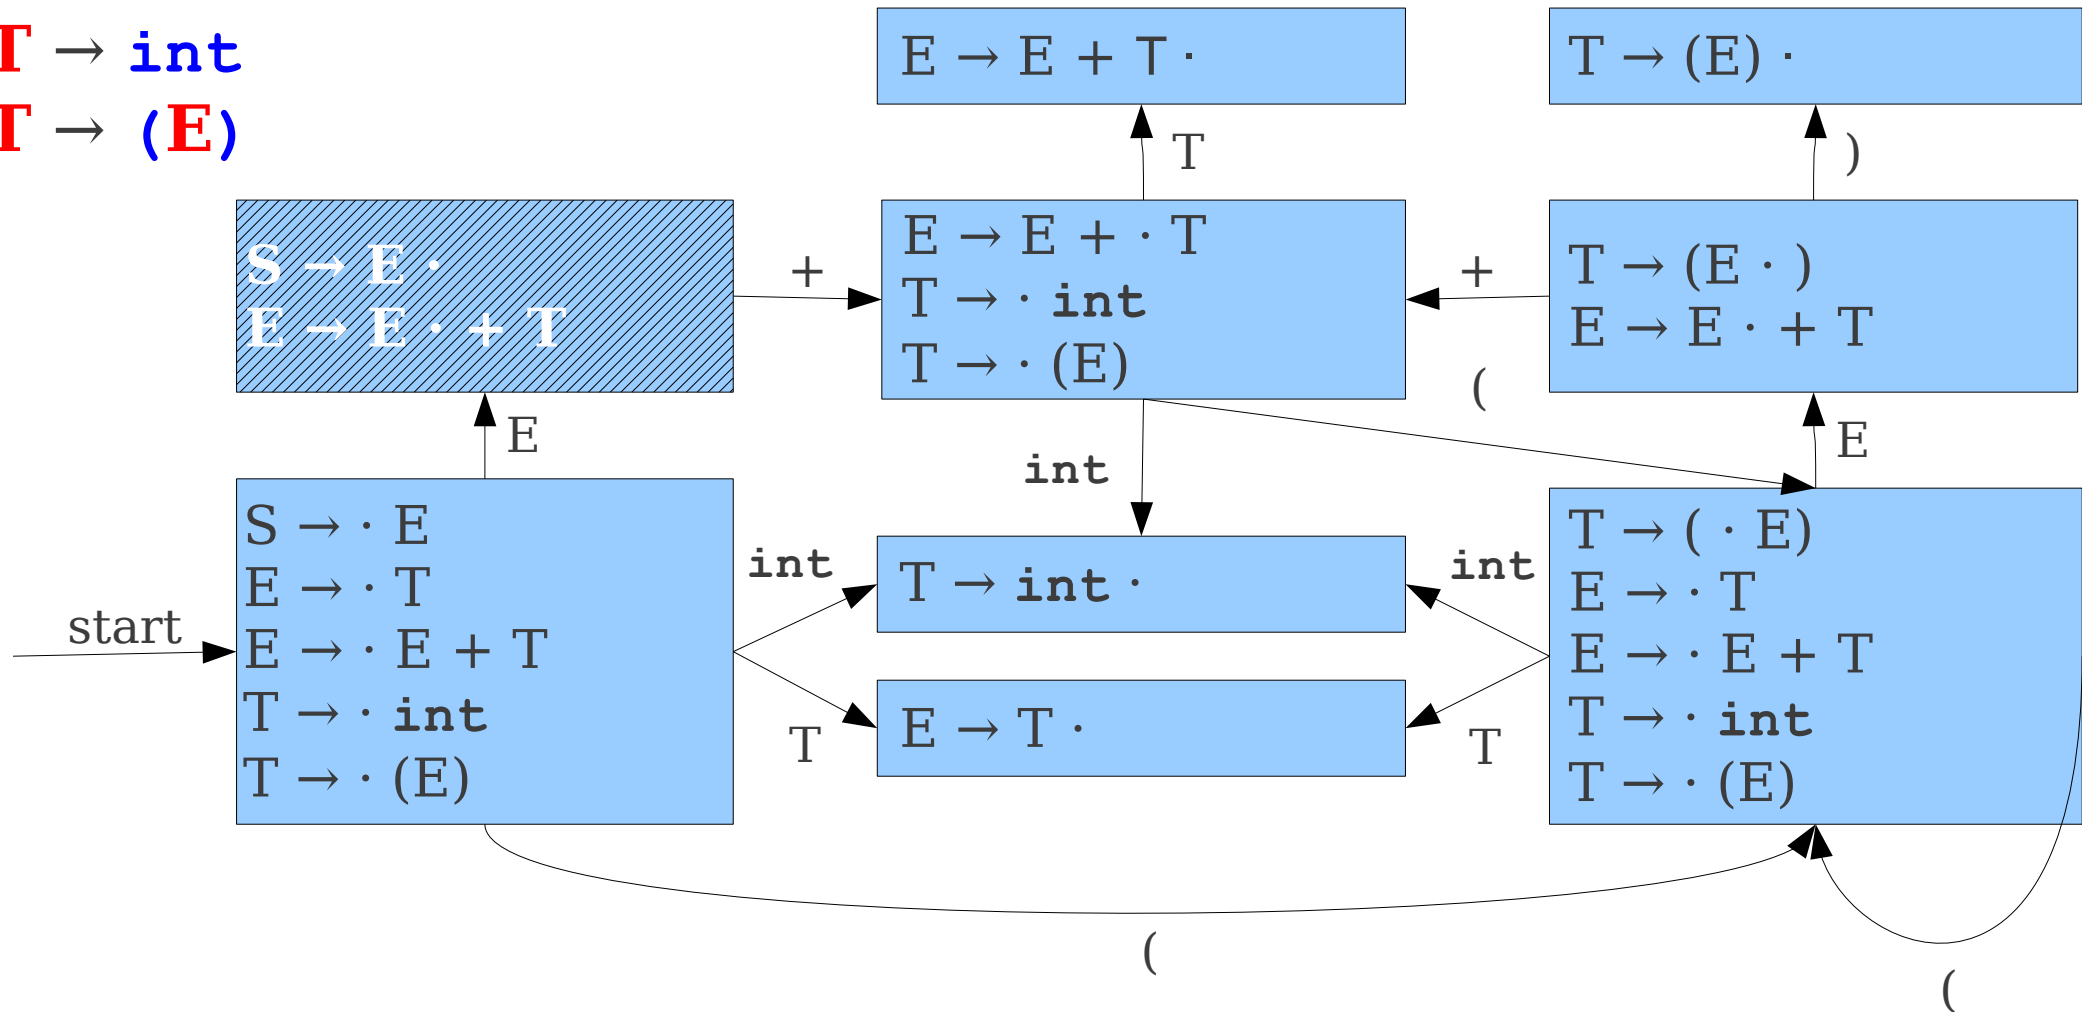 T → int
T → (E)
E → E + T ·
T → (E) ·
T
)
S → E ·
E → E · + T
+
E → E + · T
T → · int
T → · (E)
+
T → (E · )
E → E · + T
(
E
int
E
start
S → · E
E → · T
E → · E + T
T → · int
T → · (E)
int
T → int ·
int
T
E → T ·
T
T → ( · E)
E → · T
E → · E + T
T → · int
T → · (E)
(
(